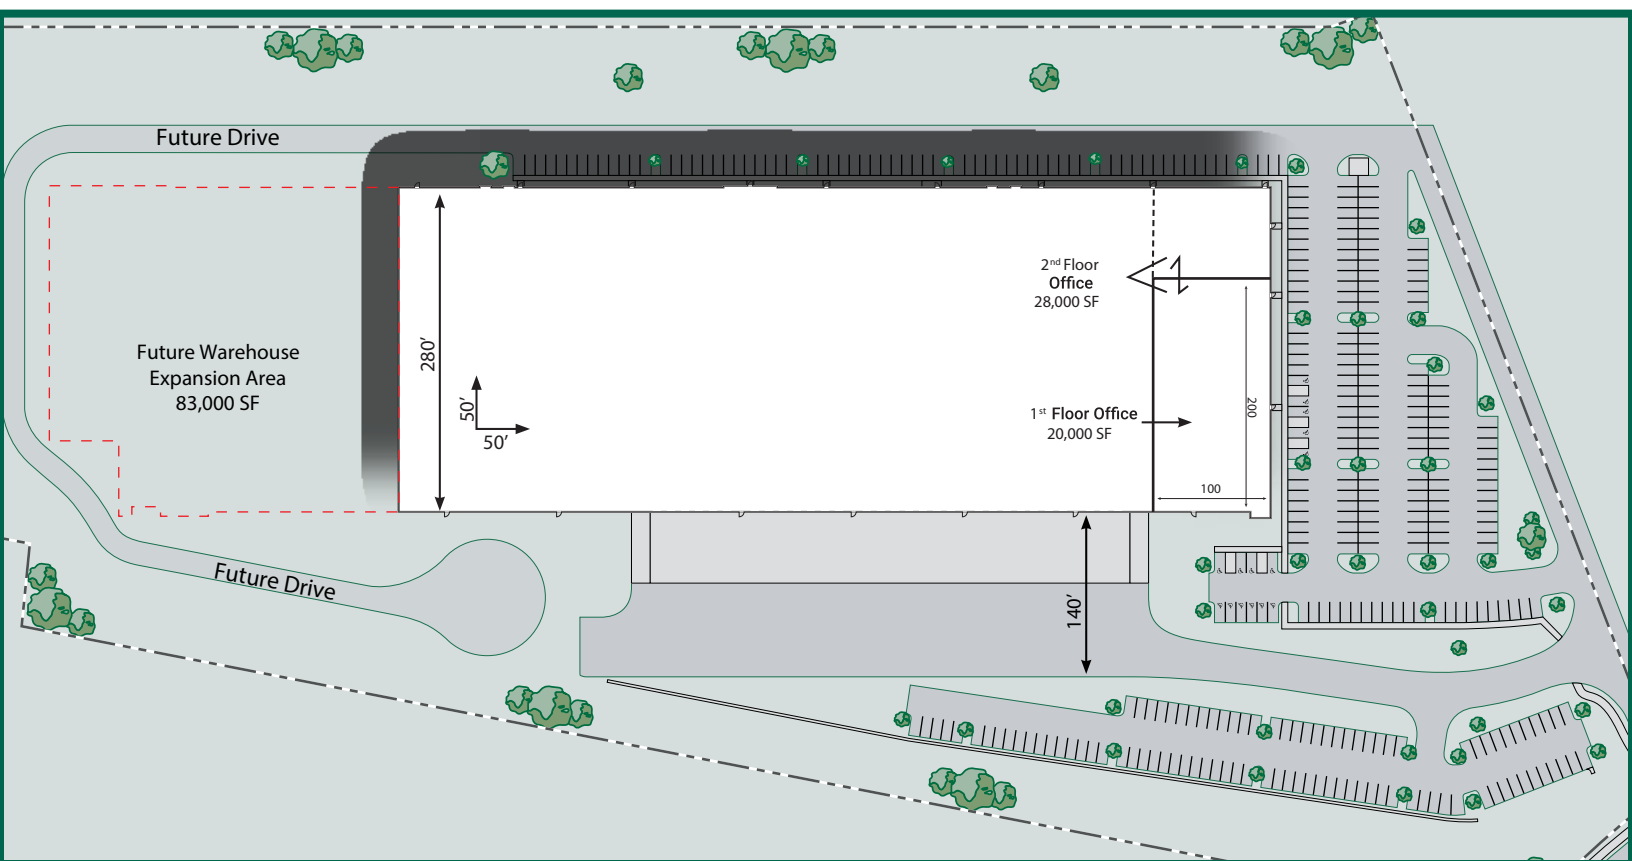 Future Drive
2nd Floor
Office
28,000 SF
280'
Future Warehouse
Expansion Area
83,000 SF
50'
50'
1st Floor Office
20,000 SF
200
100
Future Drive
140'